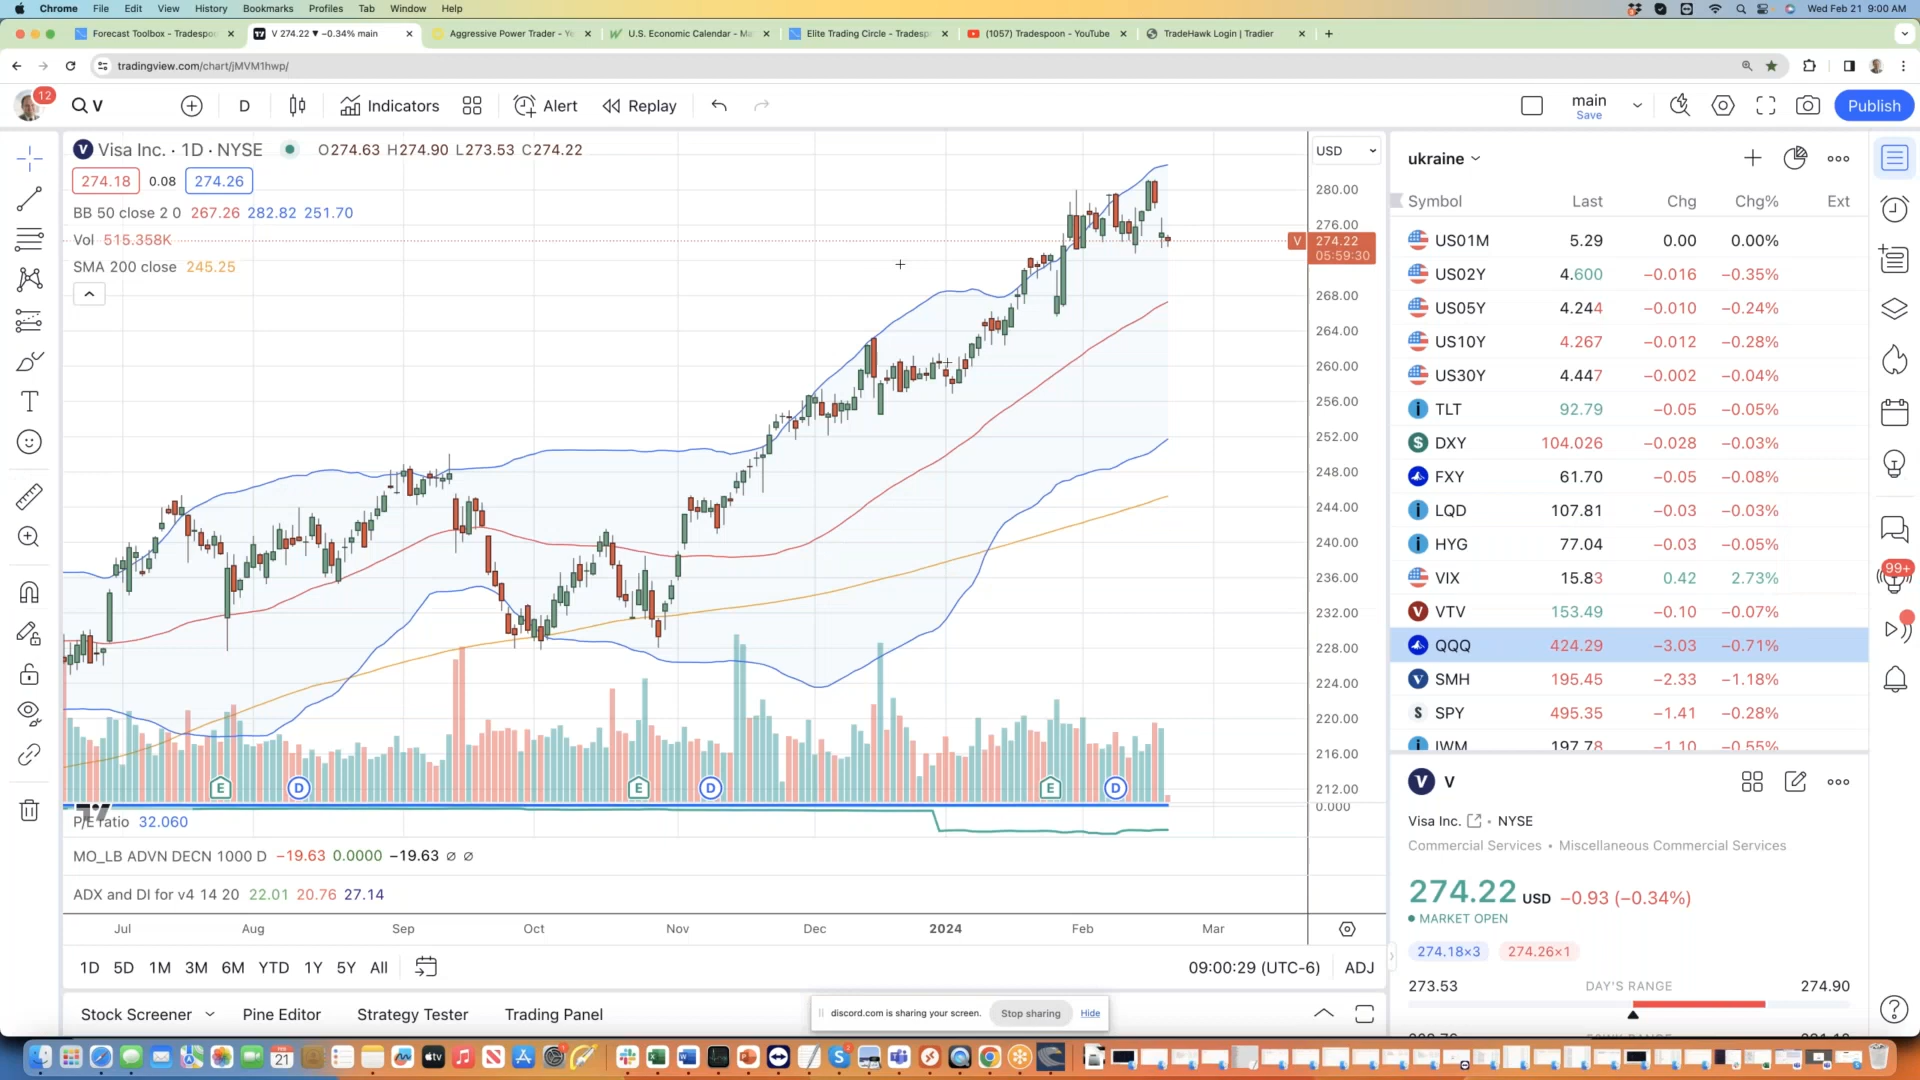 Chrome File Edit View History Bookmarks Profiles Tab Window Help Wed Feb 21 9:00 AM
Forecast Toolbox - Tradespo V 274.22 ▼ −0.34% main Aggressive Power Trader - U.S. Economic Calendar - Elite Trading Circle - Tradesp (1057) Tradespoon - YouTube TradeHawk Login | Tradier
tradingview.com/chart/jMVM1hwp/
12 V D Indicators Alert Replay main Save Publish
Visa Inc. · 1D · NYSE O274.63 H274.90 L273.53 C274.22
274.18 0.08 274.26
BB 50 close 2 0 267.26 282.82 251.70
Vol 515.358K
SMA 200 close 245.25
USD
280.00
276.00
V 274.22
05:59:30
268.00
264.00
260.00
256.00
252.00
248.00
244.00
240.00
236.00
232.00
228.00
224.00
220.00
216.00
212.00
0.000
E D E D E D
P/E ratio 32.060
MO_LB ADVN DECN 1000 D −19.63 0.0000 −19.63 ∅ ∅
ADX and DI for v4 14 20 22.01 20.76 27.14
Jul Aug Sep Oct Nov Dec 2024 Feb Mar
1D 5D 1M 3M 6M YTD 1Y 5Y All 09:00:29 (UTC-6) ADJ
Stock Screener Pine Editor Strategy Tester Trading Panel
discord.com is sharing your screen. Stop sharing Hide
ukraine
Symbol Last Chg Chg% Ext
US01M 5.29 0.00 0.00%
US02Y 4.600 −0.016 −0.35%
US05Y 4.244 −0.010 −0.24%
US10Y 4.267 −0.012 −0.28%
US30Y 4.447 −0.002 −0.04%
TLT 92.79 −0.05 −0.05%
DXY 104.026 −0.028 −0.03%
FXY 61.70 −0.05 −0.08%
LQD 107.81 −0.03 −0.03%
HYG 77.04 −0.03 −0.05%
VIX 15.83 0.42 2.73%
VTV 153.49 −0.10 −0.07%
QQQ 424.29 −3.03 −0.71%
SMH 195.45 −2.33 −1.18%
SPY 495.35 −1.41 −0.28%
IWM 197.78 −1.10 −0.55%
V V
Visa Inc. • NYSE
Commercial Services • Miscellaneous Commercial Services
274.22 USD −0.93 (−0.34%)
MARKET OPEN
274.18×3 274.26×1
273.53 DAY'S RANGE 274.90
99+